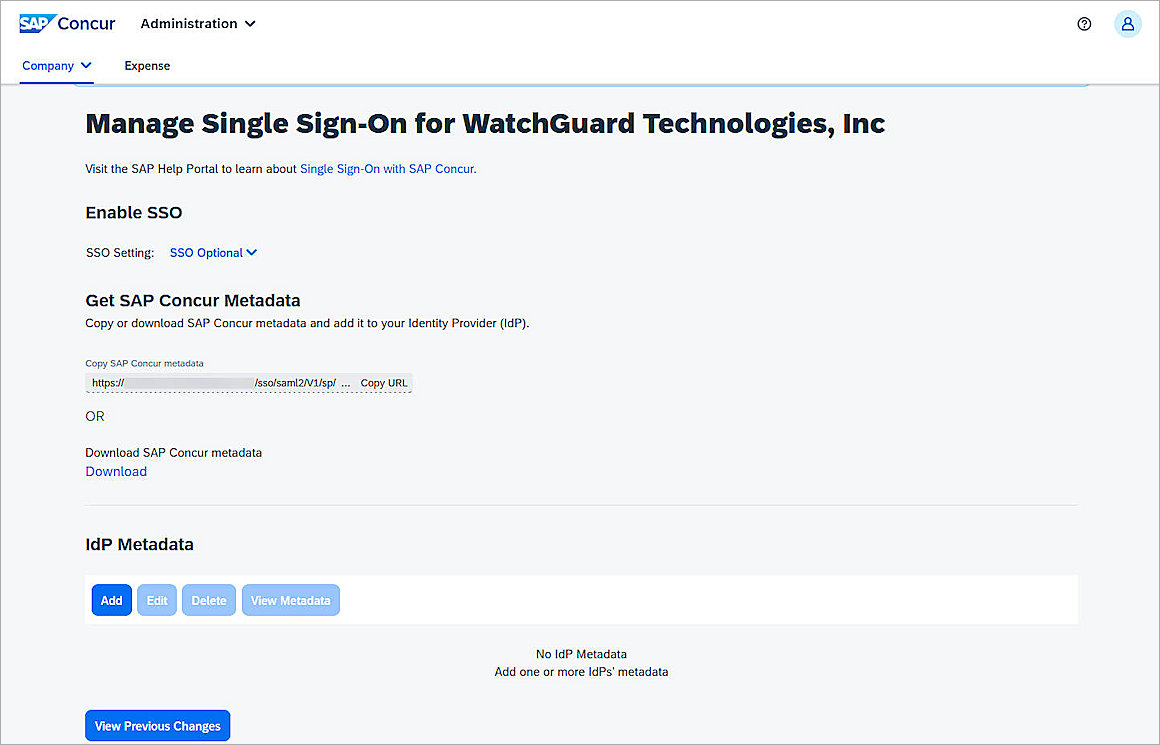 SAP Concur Administration
Company Expense
Manage Single Sign-On for WatchGuard Technologies, Inc
Visit the SAP Help Portal to learn about Single Sign-On with SAP Concur.
Enable SSO
SSO Setting: SSO Optional
Get SAP Concur Metadata
Copy or download SAP Concur metadata and add it to your Identity Provider (IdP).
Copy SAP Concur metadata
https:// /sso/saml2/V1/sp/ ... Copy URL
OR
Download SAP Concur metadata
Download
IdP Metadata
Add Edit Delete View Metadata
No IdP Metadata
Add one or more IdPs' metadata
View Previous Changes